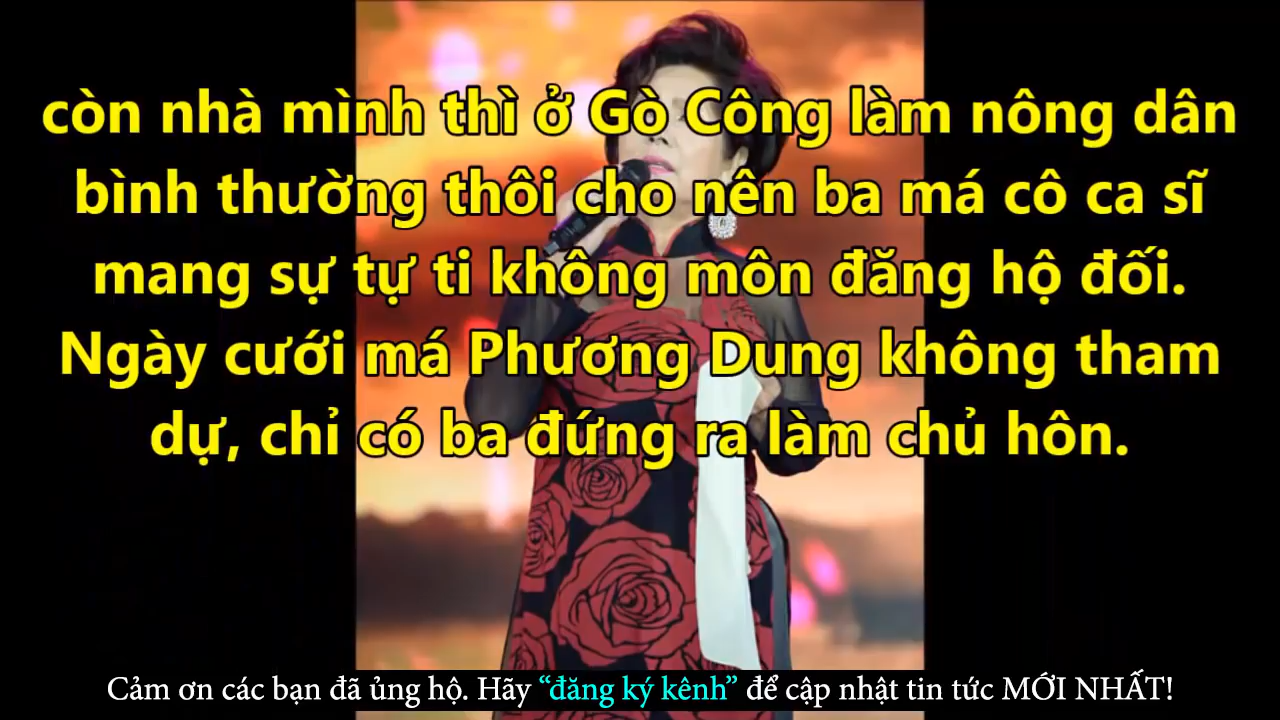 còn nhà mình thì ở Gò Công làm nông dân
bình thường thôi cho nên ba má cô ca sĩ
mang sự tự ti không môn đăng hộ đối.
Ngày cưới má Phương Dung không tham
dự, chỉ có ba đứng ra làm chủ hôn.
Cảm ơn các bạn đã ủng hộ. Hãy “đăng ký kênh” để cập nhật tin tức MỚI NHẤT!